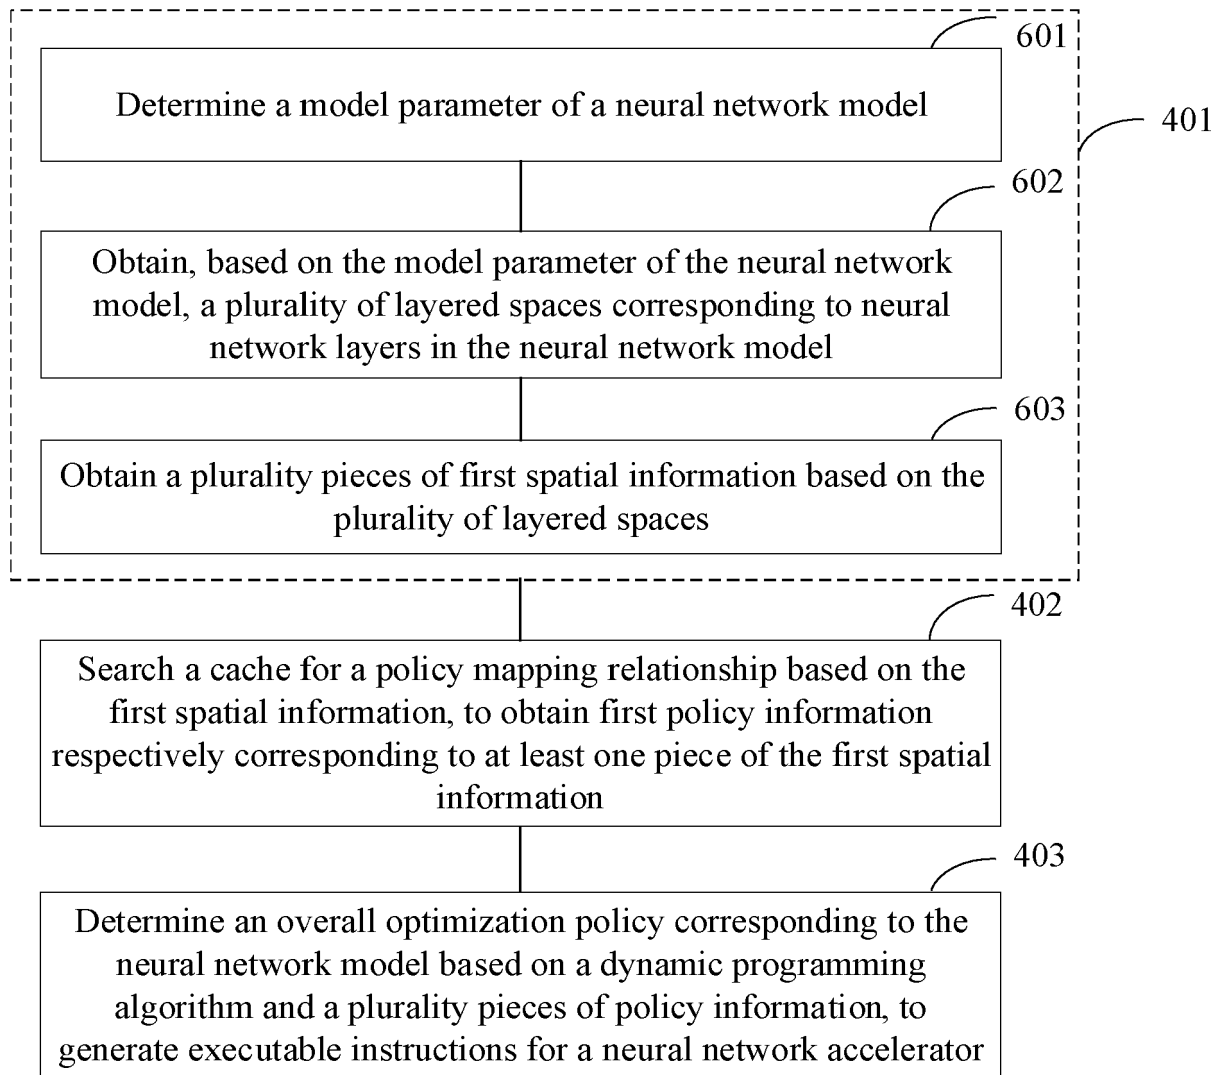 601
Determine a model parameter of a neural network model
401
602
Obtain, based on the model parameter of the neural network
model, a plurality of layered spaces corresponding to neural
network layers in the neural network model
603
Obtain a plurality pieces of first spatial information based on the
plurality of layered spaces
402
Search a cache for a policy mapping relationship based on the
first spatial information, to obtain first policy information
respectively corresponding to at least one piece of the first spatial
information
403
Determine an overall optimization policy corresponding to the
neural network model based on a dynamic programming
algorithm and a plurality pieces of policy information, to
generate executable instructions for a neural network accelerator